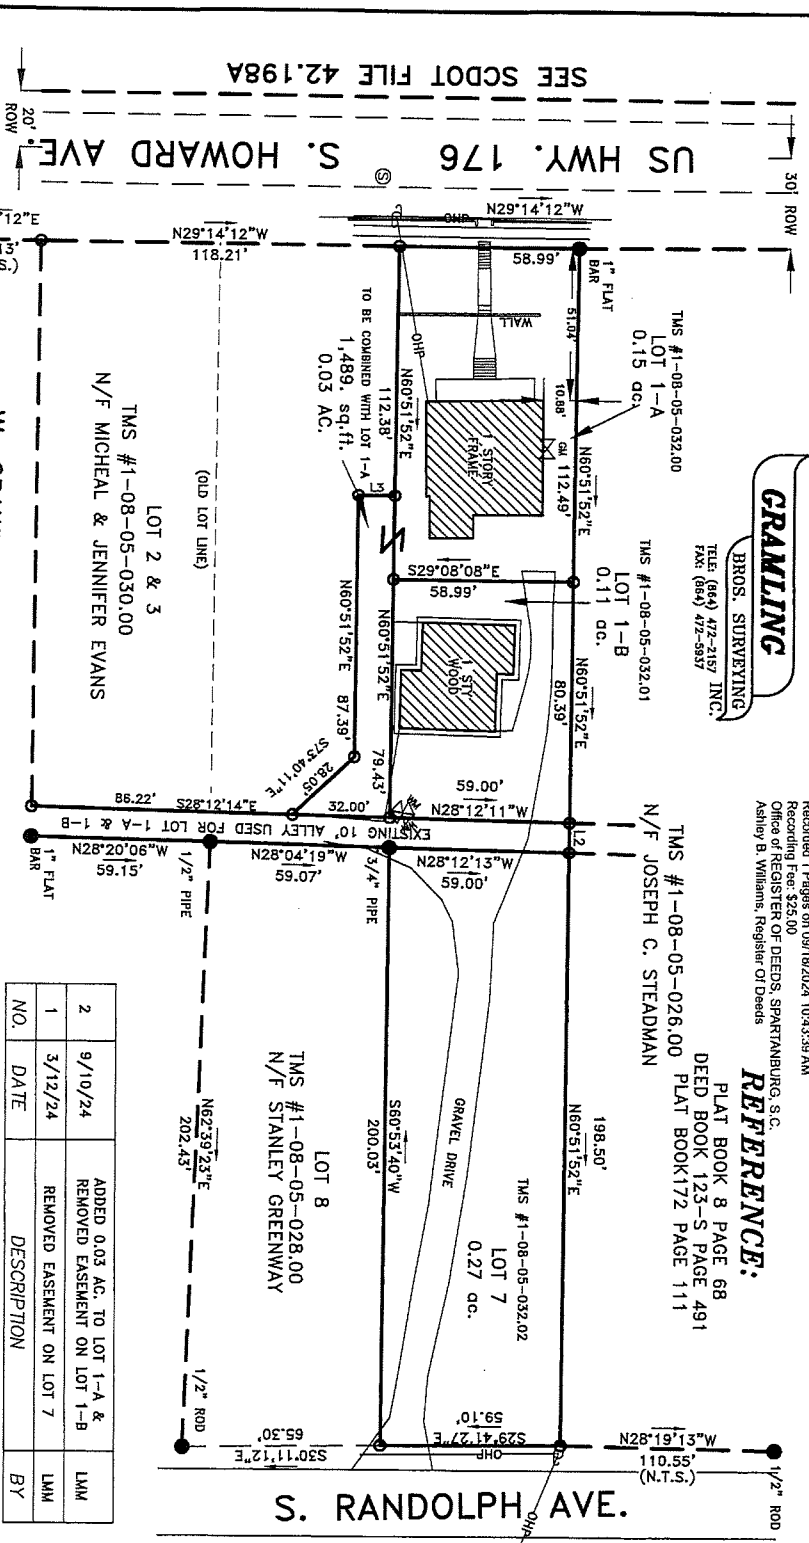 SEE SCDOT FILE 42.198A
20'
ROW
30' ROW
US HWY. 176 S. HOWARD AVE.
Ⓢ
N29°14'12"W
118.21'
N29°14'12"W
58.99'
OHP
1" FLAT
BAR
TMS #1-08-05-032.00
LOT 1-A
0.15 ac.
51.04'
10.88'
GM
WALL
OHP
1 STORY
FRAME
N60°51'52"E
112.49'
N60°51'52"E
112.38'
TO BE COMBINED WITH LOT 1-A
1,489. sq.ft.
0.03 AC.
L3
(OLD LOT LINE)
LOT 2 & 3
TMS #1-08-05-030.00
N/F MICHEAL & JENNIFER EVANS
GRAMLING
BROS. SURVEYING
INC.
TELE: (864) 472-2157
FAX: (864) 472-5937
TMS #1-08-05-032.01
LOT 1-B
0.11 ac.
S29°08'08"E
58.99'
1 STY
WOOD
N60°51'52"E
80.39'
N60°51'52"E
79.43'
N60°51'52"E
87.39'
S73°40'11"E
28.05'
86.22'
S28°12'14"E
32.00'
59.00'
N28°12'11"W
L2
EXISTING 10' ALLEY USED FOR LOT 1-A & 1-B
1" FLAT
BAR
N28°20'06"W
59.15'
1/2" PIPE
N28°04'19"W
59.07'
3/4" PIPE
N28°12'13"W
59.00'
Recorded 1 Pages on 09/18/2024 10:43:39 AM
Recording Fee: $25.00
Office of REGISTER OF DEEDS, SPARTANBURG, S.C.
Ashley B. Williams, Register Of Deeds
REFERENCE:
PLAT BOOK 8 PAGE 68
DEED BOOK 123-S PAGE 491
PLAT BOOK172 PAGE 111
TMS #1-08-05-026.00
N/F JOSEPH C. STEADMAN
198.50'
N60°51'52"E
TMS #1-08-05-032.02
LOT 7
0.27 ac.
GRAVEL DRIVE
S60°53'40"W
200.03'
LOT 8
TMS #1-08-05-028.00
N/F STANLEY GREENWAY
N62°39'23"E
202.43'
1/2" ROD
S30°11'12"E
65.30'
S29°41'27"E
59.10'
OHP
N28°19'13"W
110.55'
(N.T.S.)
1/2" ROD
S. RANDOLPH AVE.
OHP
2 9/10/24 ADDED 0.03 AC. TO LOT 1-A &
REMOVED EASEMENT ON LOT 1-B LMM
1 3/12/24 REMOVED EASEMENT ON LOT 7 LMM
NO. DATE DESCRIPTION BY